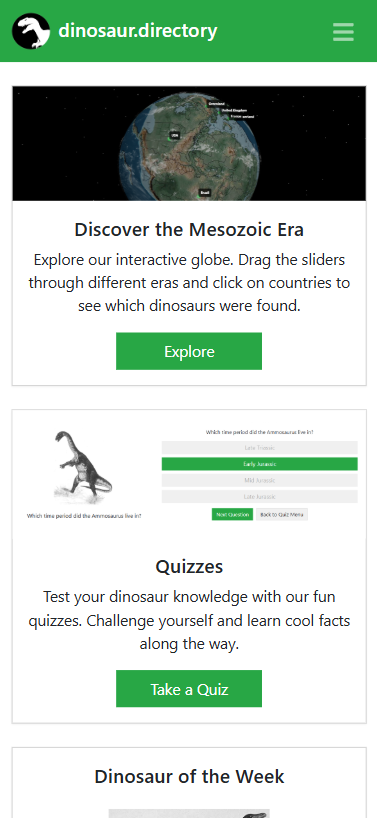 dinosaur.directory
Greenland
United Kingdom
France
USA
Brazil
Discover the Mesozoic Era
Explore our interactive globe. Drag the sliders
through different eras and click on countries to
see which dinosaurs were found.
Explore
Which time period did the Ammosaurus live in?
Late Triassic
Early Jurassic
Mid Jurassic
Late Jurassic
Which time period did the Ammosaurus live in?
Next Question Back to Quiz Menu
Quizzes
Test your dinosaur knowledge with our fun
quizzes. Challenge yourself and learn cool facts
along the way.
Take a Quiz
Dinosaur of the Week